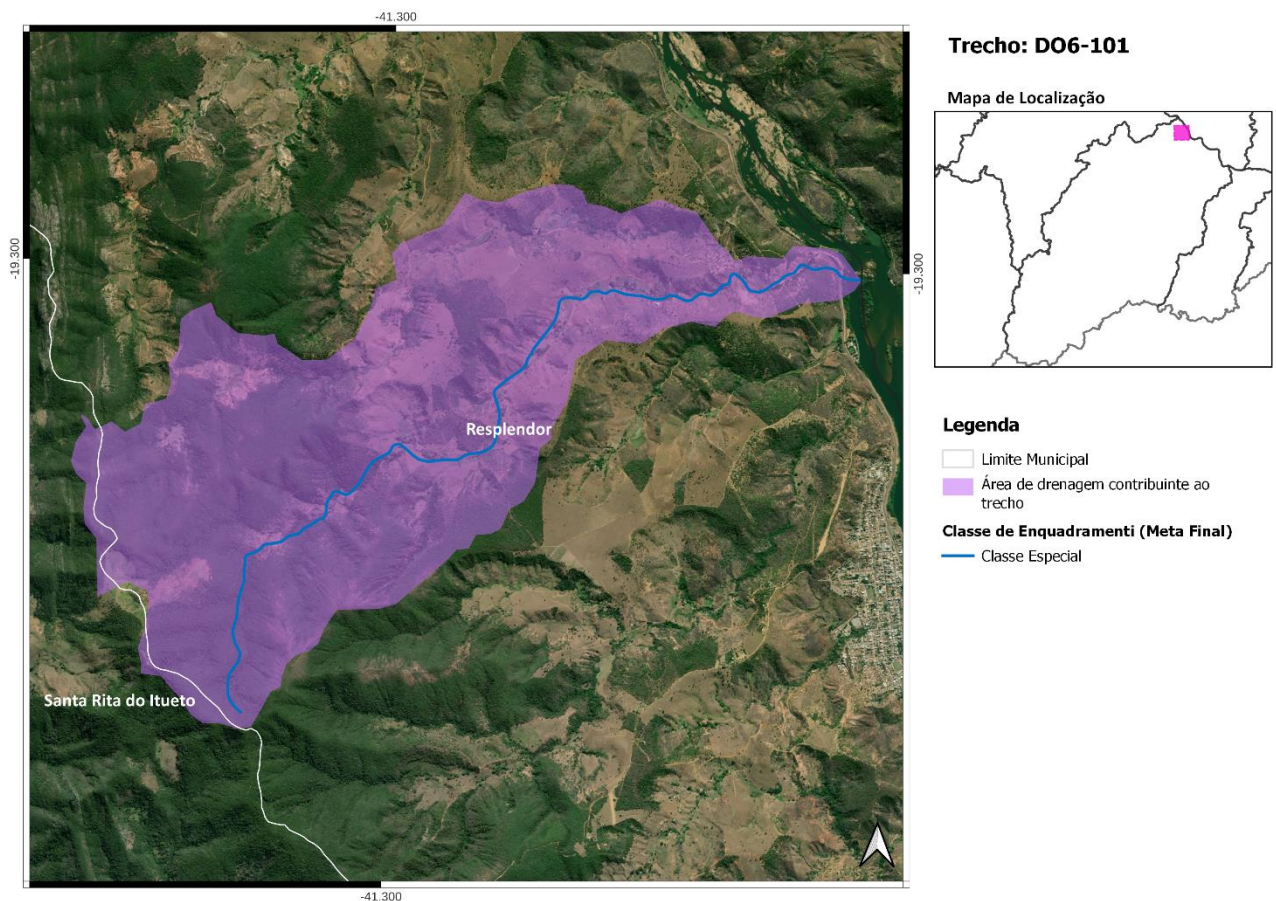 -41.300
Trecho: DO6-101
Mapa de Localização
-19.300
-19.300
Resplendor
Legenda
Limite Municipal
Área de drenagem contribuinte ao
trecho
Classe de Enquadramenti (Meta Final)
Classe Especial
Santa Rita do Itueto
-41.300